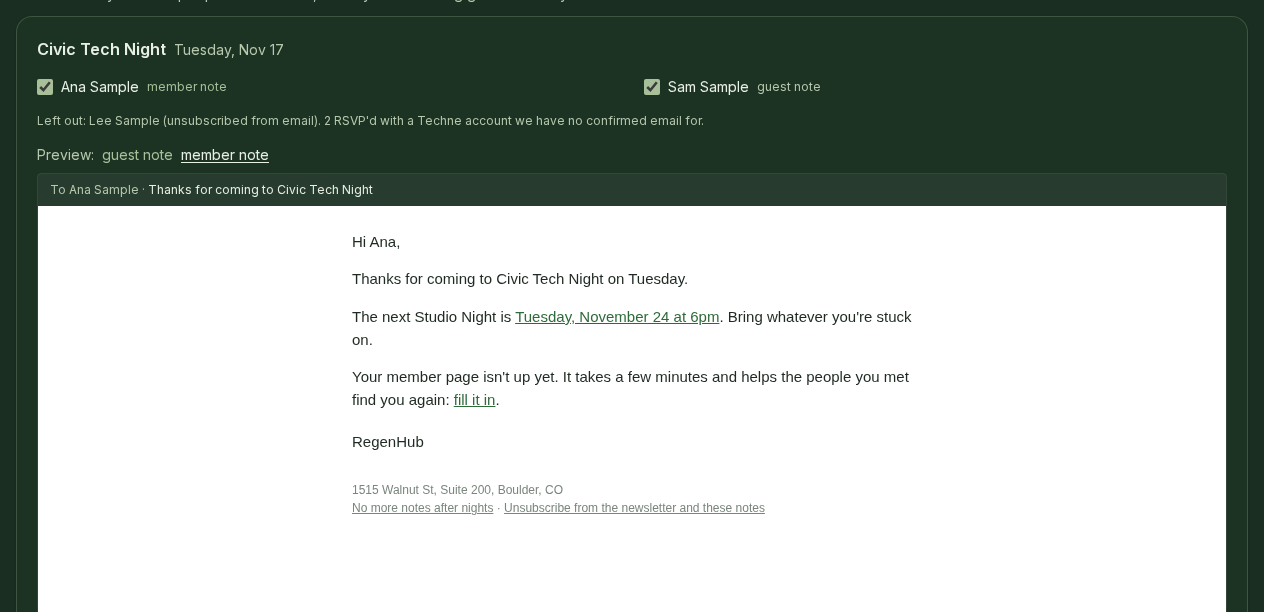 Civic Tech Night Tuesday, Nov 17
Ana Sample member note
Sam Sample guest note
Left out: Lee Sample (unsubscribed from email). 2 RSVP'd with a Techne account we have no confirmed email for.
Preview: guest note member note
To Ana Sample · Thanks for coming to Civic Tech Night
Hi Ana,
Thanks for coming to Civic Tech Night on Tuesday.
The next Studio Night is Tuesday, November 24 at 6pm. Bring whatever you're stuck
on.
Your member page isn't up yet. It takes a few minutes and helps the people you met
find you again: fill it in.
RegenHub
1515 Walnut St, Suite 200, Boulder, CO
No more notes after nights · Unsubscribe from the newsletter and these notes